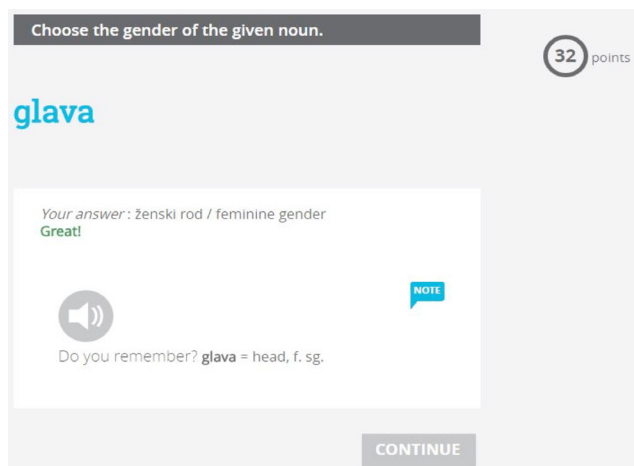 Choose the gender of the given noun.
32 points
glava
Your answer : ženski rod / feminine gender
Great!
NOTE
Do you remember? glava = head, f. sg.
CONTINUE